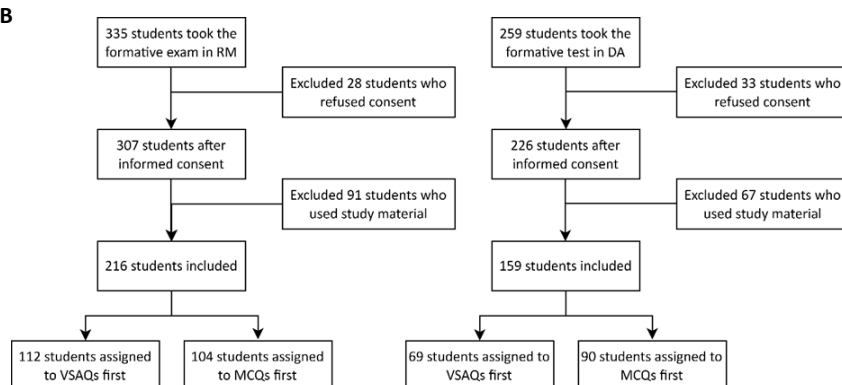 B
335 students took the
formative exam in RM
Excluded 28 students who
refused consent
307 students after
informed consent
Excluded 91 students who
used study material
216 students included
112 students assigned
to VSAQs first
104 students assigned
to MCQs first
259 students took the
formative test in DA
Excluded 33 students who
refused consent
226 students after
informed consent
Excluded 67 students who
used study material
159 students included
69 students assigned to
VSAQs first
90 students assigned to
MCQs first